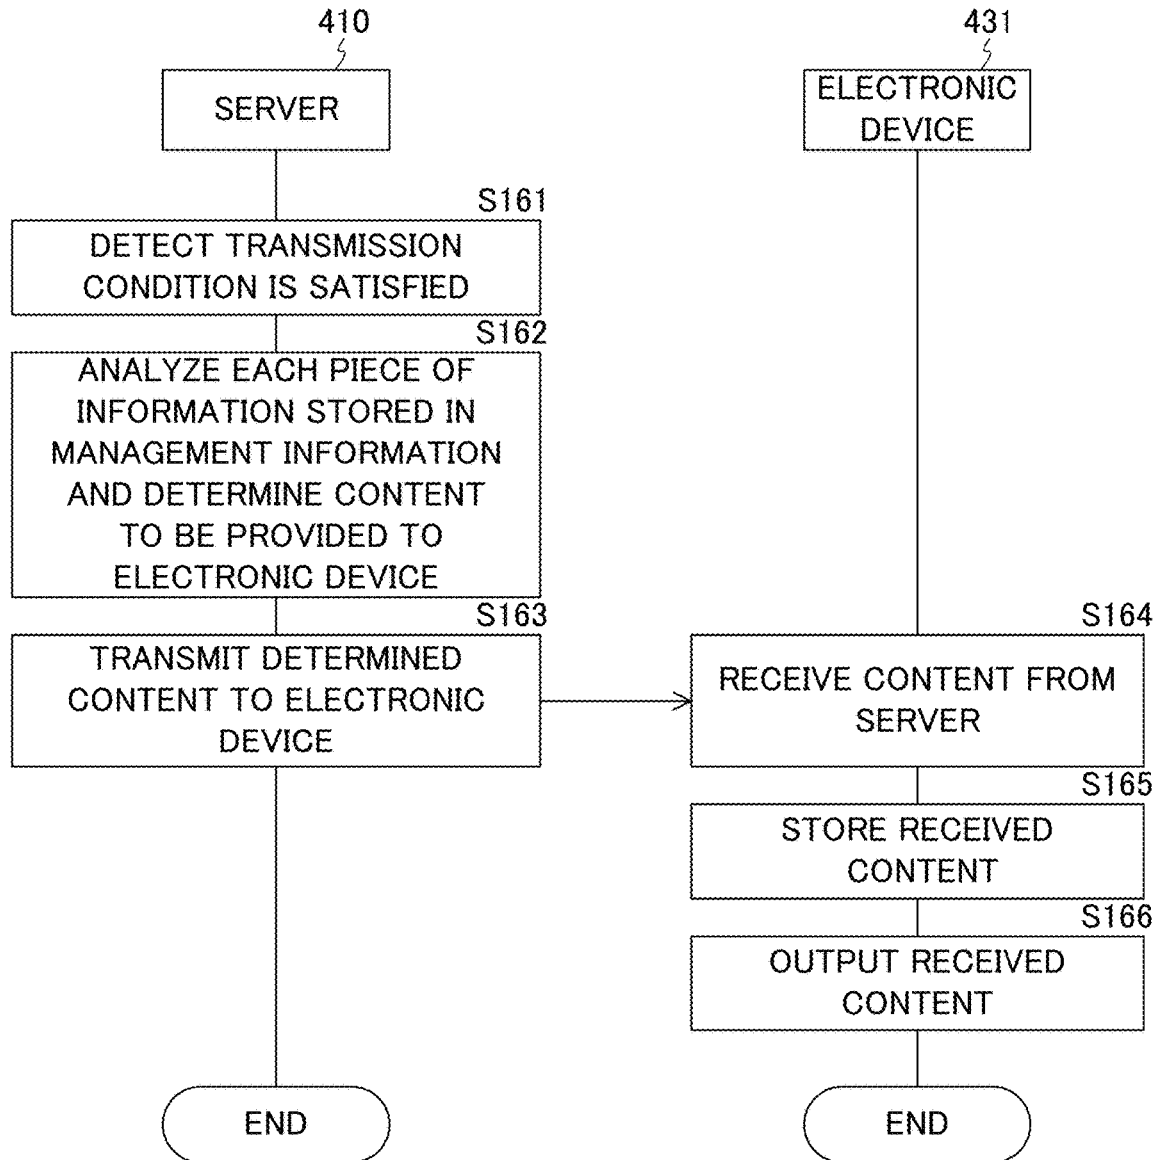 410
SERVER
431
ELECTRONIC
DEVICE
S161
DETECT TRANSMISSION
CONDITION IS SATISFIED
S162
ANALYZE EACH PIECE OF
INFORMATION STORED IN
MANAGEMENT INFORMATION
AND DETERMINE CONTENT
TO BE PROVIDED TO
ELECTRONIC DEVICE
S163
TRANSMIT DETERMINED
CONTENT TO ELECTRONIC
DEVICE
S164
RECEIVE CONTENT FROM
SERVER
S165
STORE RECEIVED
CONTENT
S166
OUTPUT RECEIVED
CONTENT
END
END